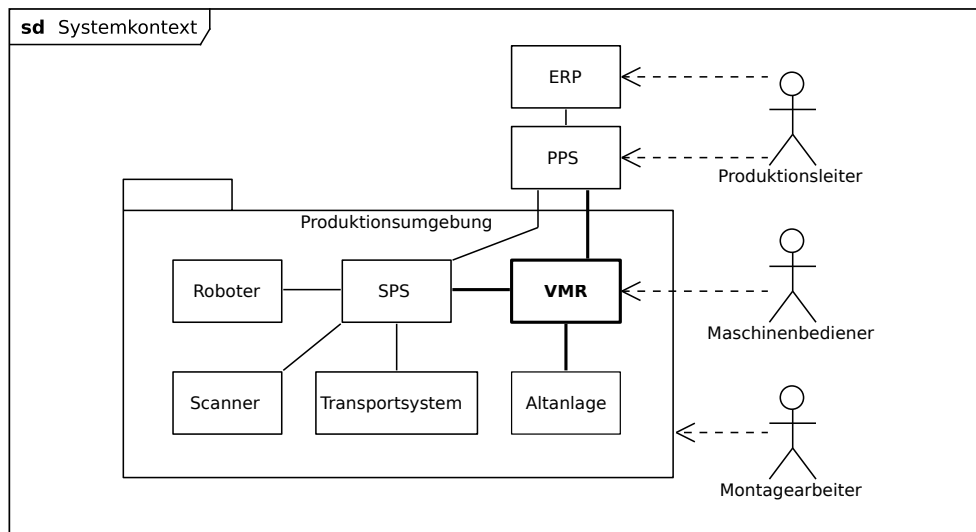 sd Systemkontext
ERP
PPS
Produktionsleiter
Produktionsumgebung
Roboter
SPS
VMR
Maschinenbediener
Scanner
Transportsystem
Altanlage
Montagearbeiter